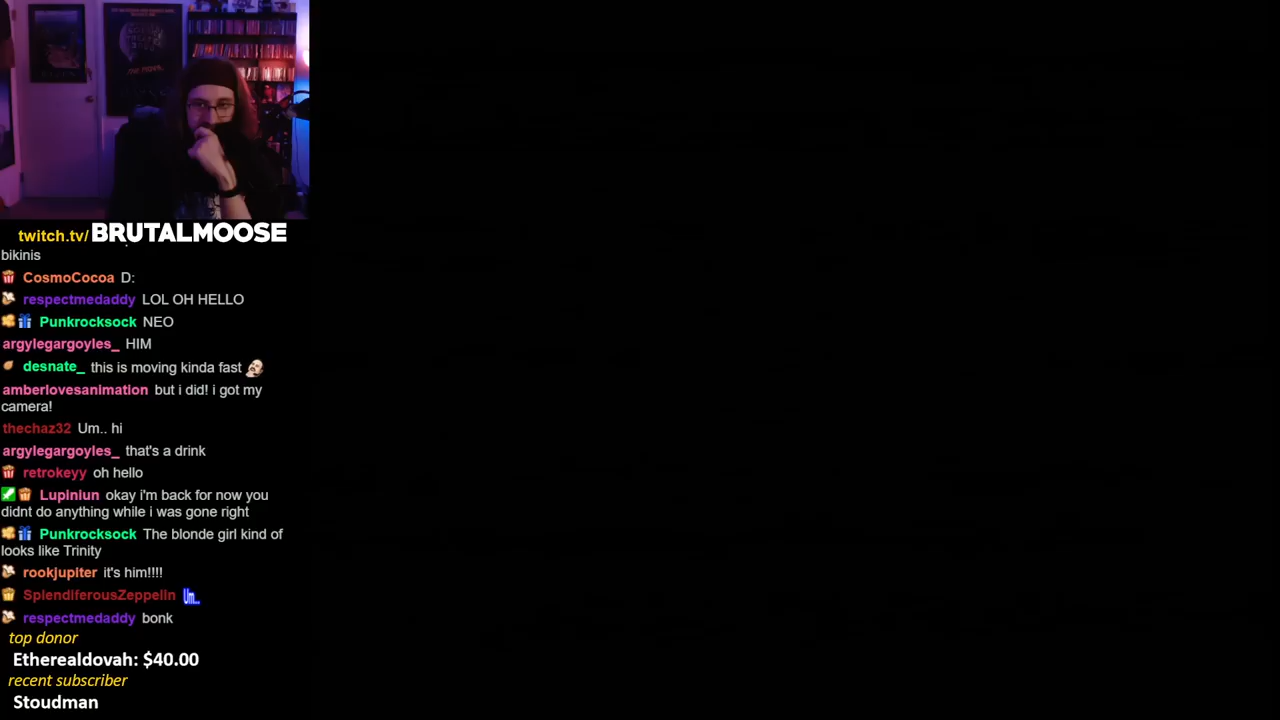 twitch.tv/BRUTALMOOSE
bikinis
CosmoCocoa D:
respectmedaddy LOL OH HELLO
Punkrocksock NEO
argylegargoyles_ HIM
desnate_ this is moving kinda fast
amberlovesanimation but i did! i got my
camera!
thechaz32 Um.. hi
argylegargoyles_ that's a drink
retrokeyy oh hello
Lupiniun okay i'm back for now you
didnt do anything while i was gone right
Punkrocksock The blonde girl kind of
looks like Trinity
rookjupiter it's him!!!!
SplendiferousZeppelin Um..
respectmedaddy bonk
top donor
Etherealdovah: $40.00
recent subscriber
Stoudman